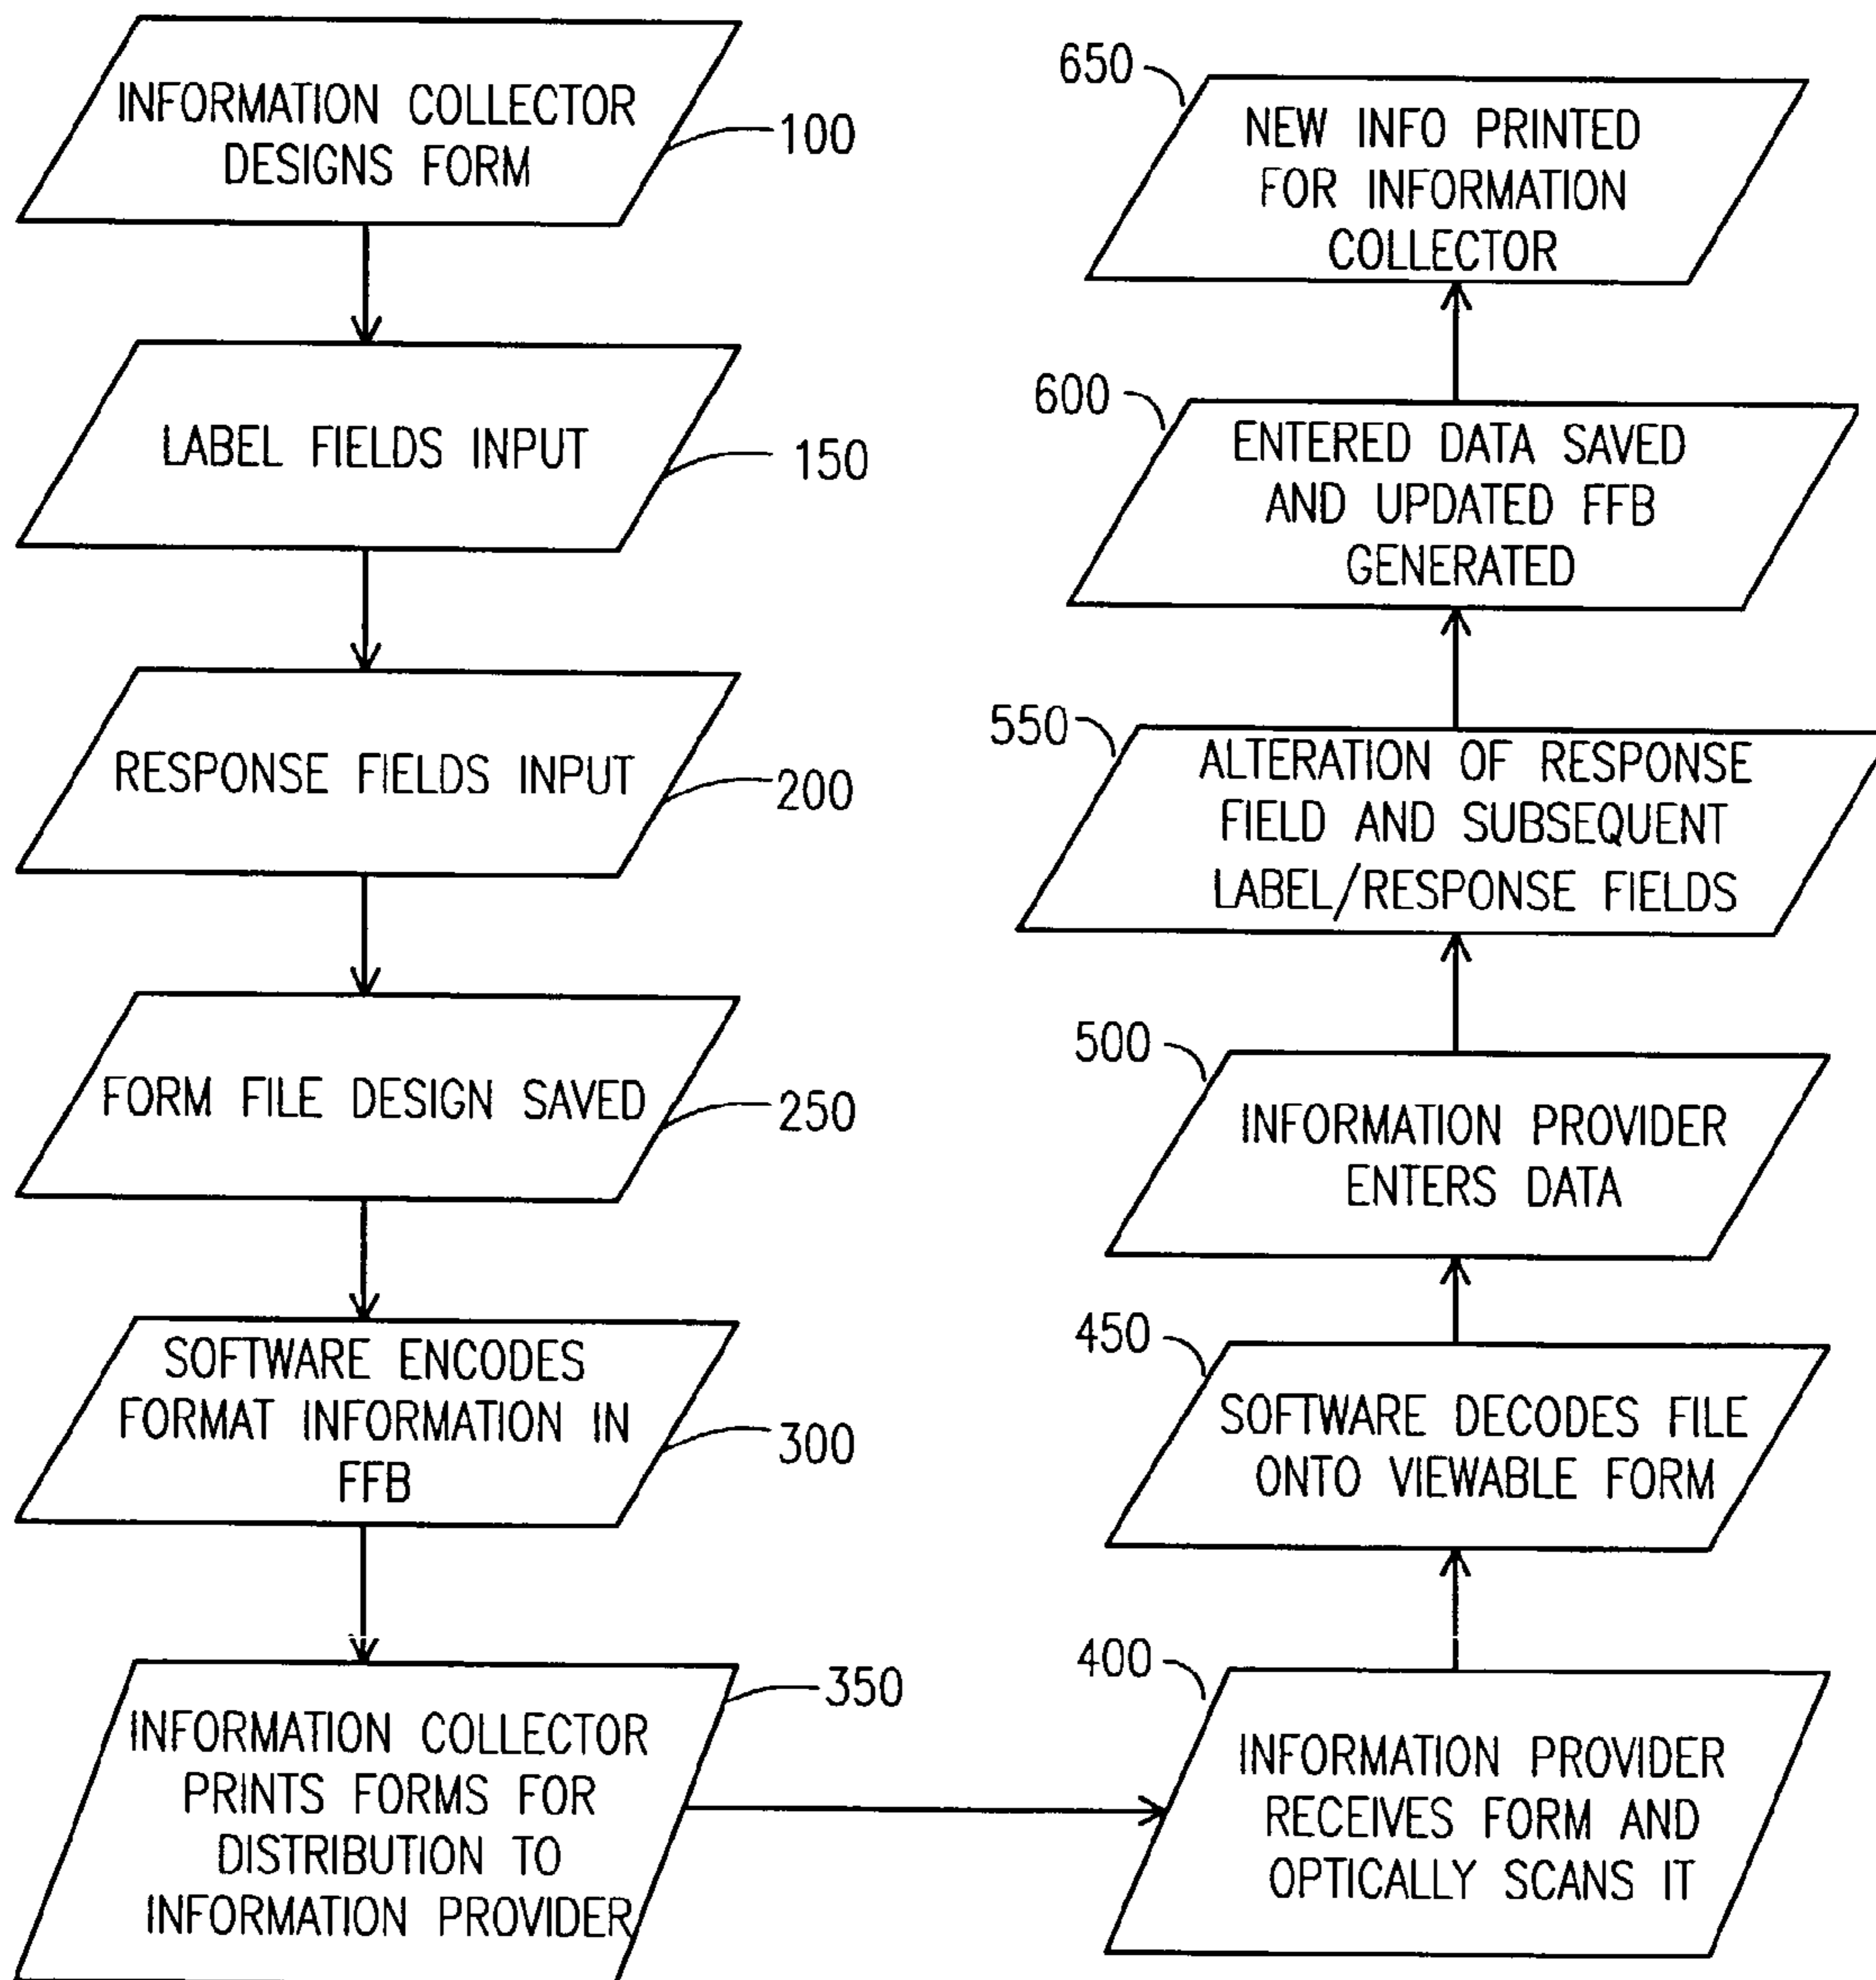 INFORMATION COLLECTOR
DESIGNS FORM
100
LABEL FIELDS INPUT
150
RESPONSE FIELDS INPUT
200
FORM FILE DESIGN SAVED
250
SOFTWARE ENCODES
FORMAT INFORMATION IN
FFB
300
INFORMATION COLLECTOR
PRINTS FORMS FOR
DISTRIBUTION TO
INFORMATION PROVIDER
350
400
INFORMATION PROVIDER
RECEIVES FORM AND
OPTICALLY SCANS IT
450
SOFTWARE DECODES FILE
ONTO VIEWABLE FORM
500
INFORMATION PROVIDER
ENTERS DATA
550
ALTERATION OF RESPONSE
FIELD AND SUBSEQUENT
LABEL/RESPONSE FIELDS
600
ENTERED DATA SAVED
AND UPDATED FFB
GENERATED
650
NEW INFO PRINTED
FOR INFORMATION
COLLECTOR